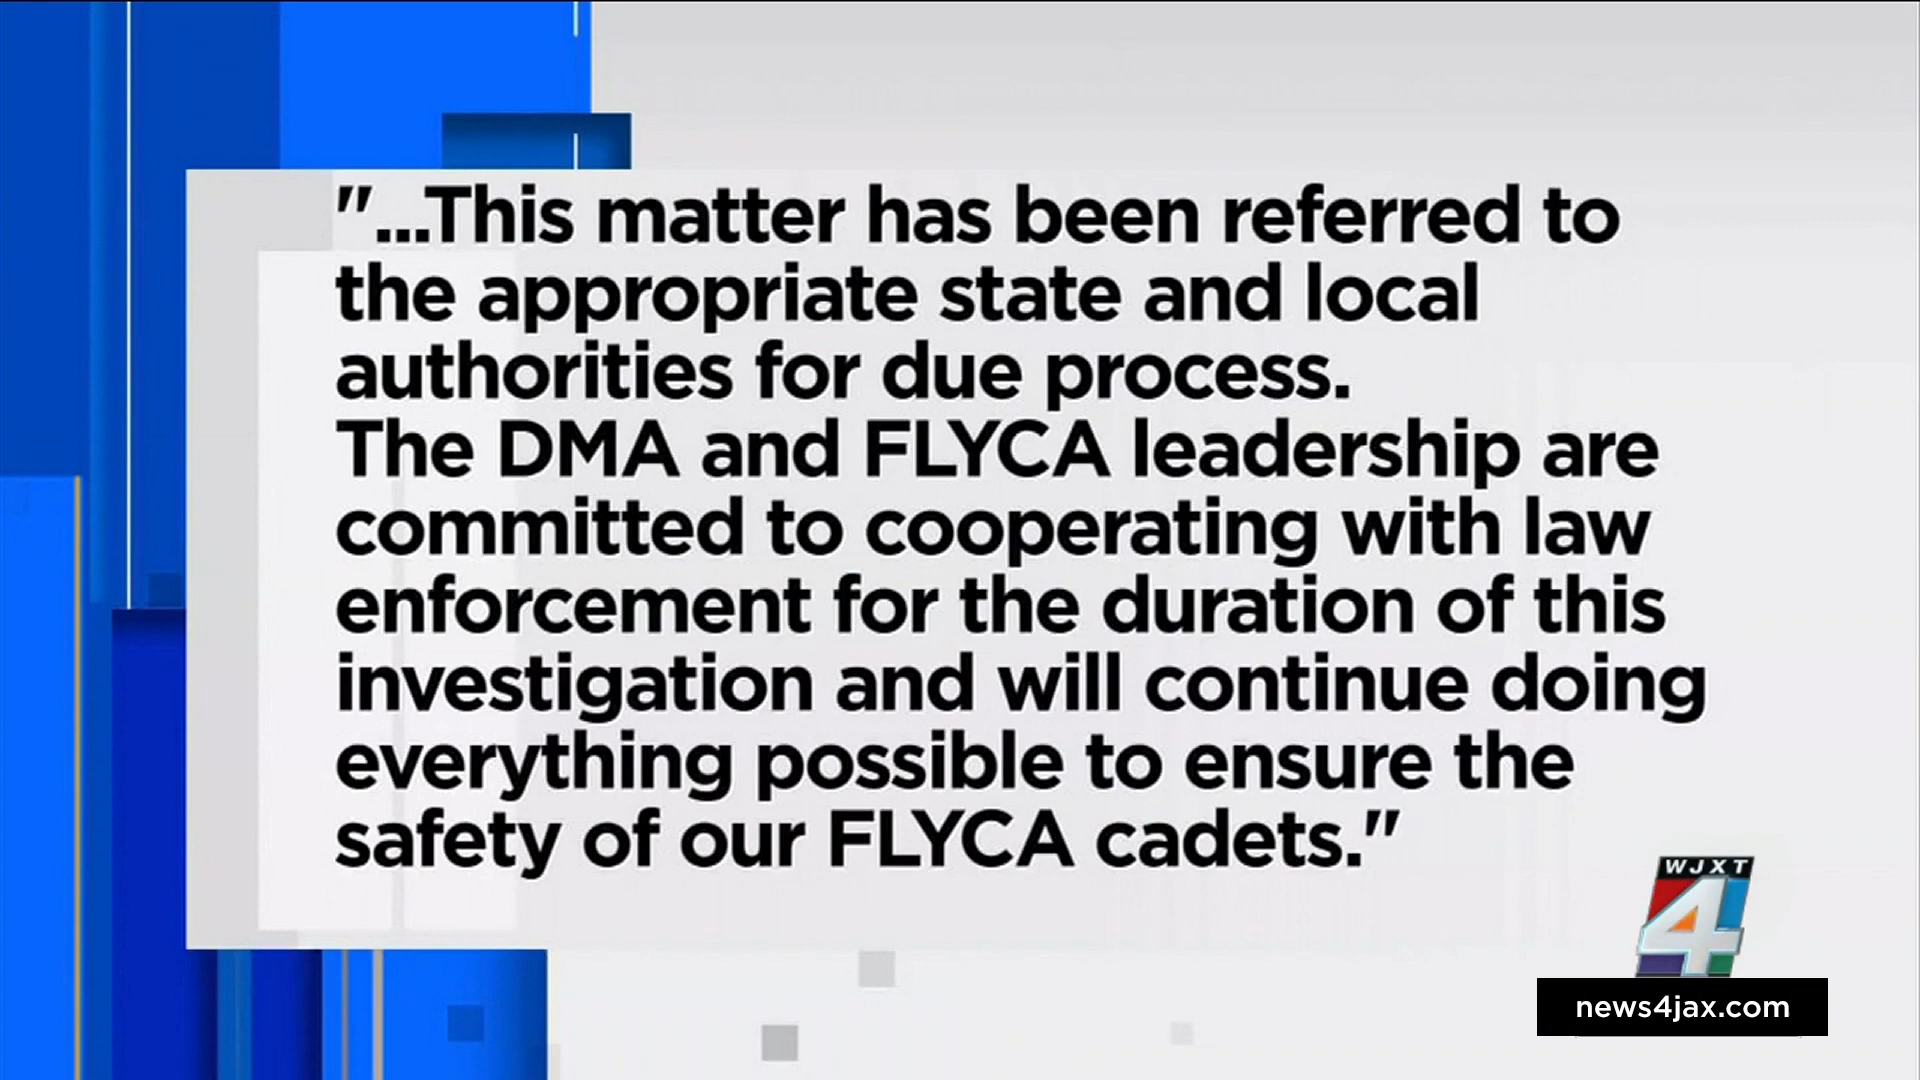 "...This matter has been referred to
the appropriate state and local
authorities for due process.
The DMA and FLYCA leadership are
committed to cooperating with law
enforcement for the duration of this
investigation and will continue doing
everything possible to ensure the
safety of our FLYCA cadets."
WJXT
4
news4jax.com